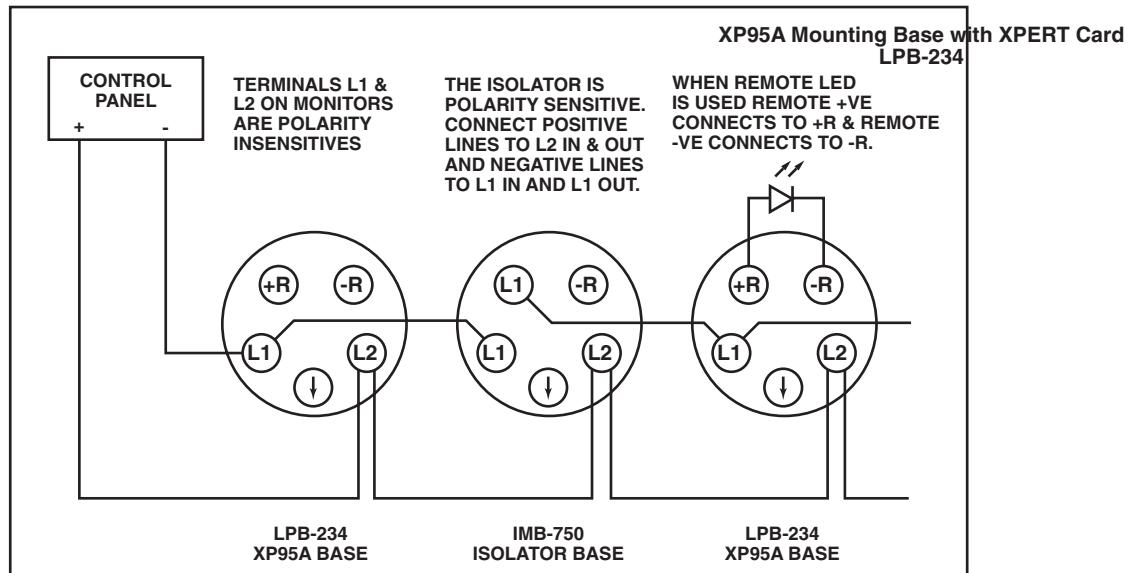 XP95A Mounting Base with XPERT Card
LPB-234
CONTROL
PANEL
+ -
TERMINALS L1 &
L2 ON MONITORS
ARE POLARITY
INSENSITIVES
THE ISOLATOR IS
POLARITY SENSITIVE.
CONNECT POSITIVE
LINES TO L2 IN & OUT
AND NEGATIVE LINES
TO L1 IN AND L1 OUT.
WHEN REMOTE LED
IS USED REMOTE +VE
CONNECTS TO +R & REMOTE
-VE CONNECTS TO -R.
+R -R
L1 L2
L1 -R
L1 L2
+R -R
L1 L2
LPB-234
XP95A BASE
IMB-750
ISOLATOR BASE
LPB-234
XP95A BASE